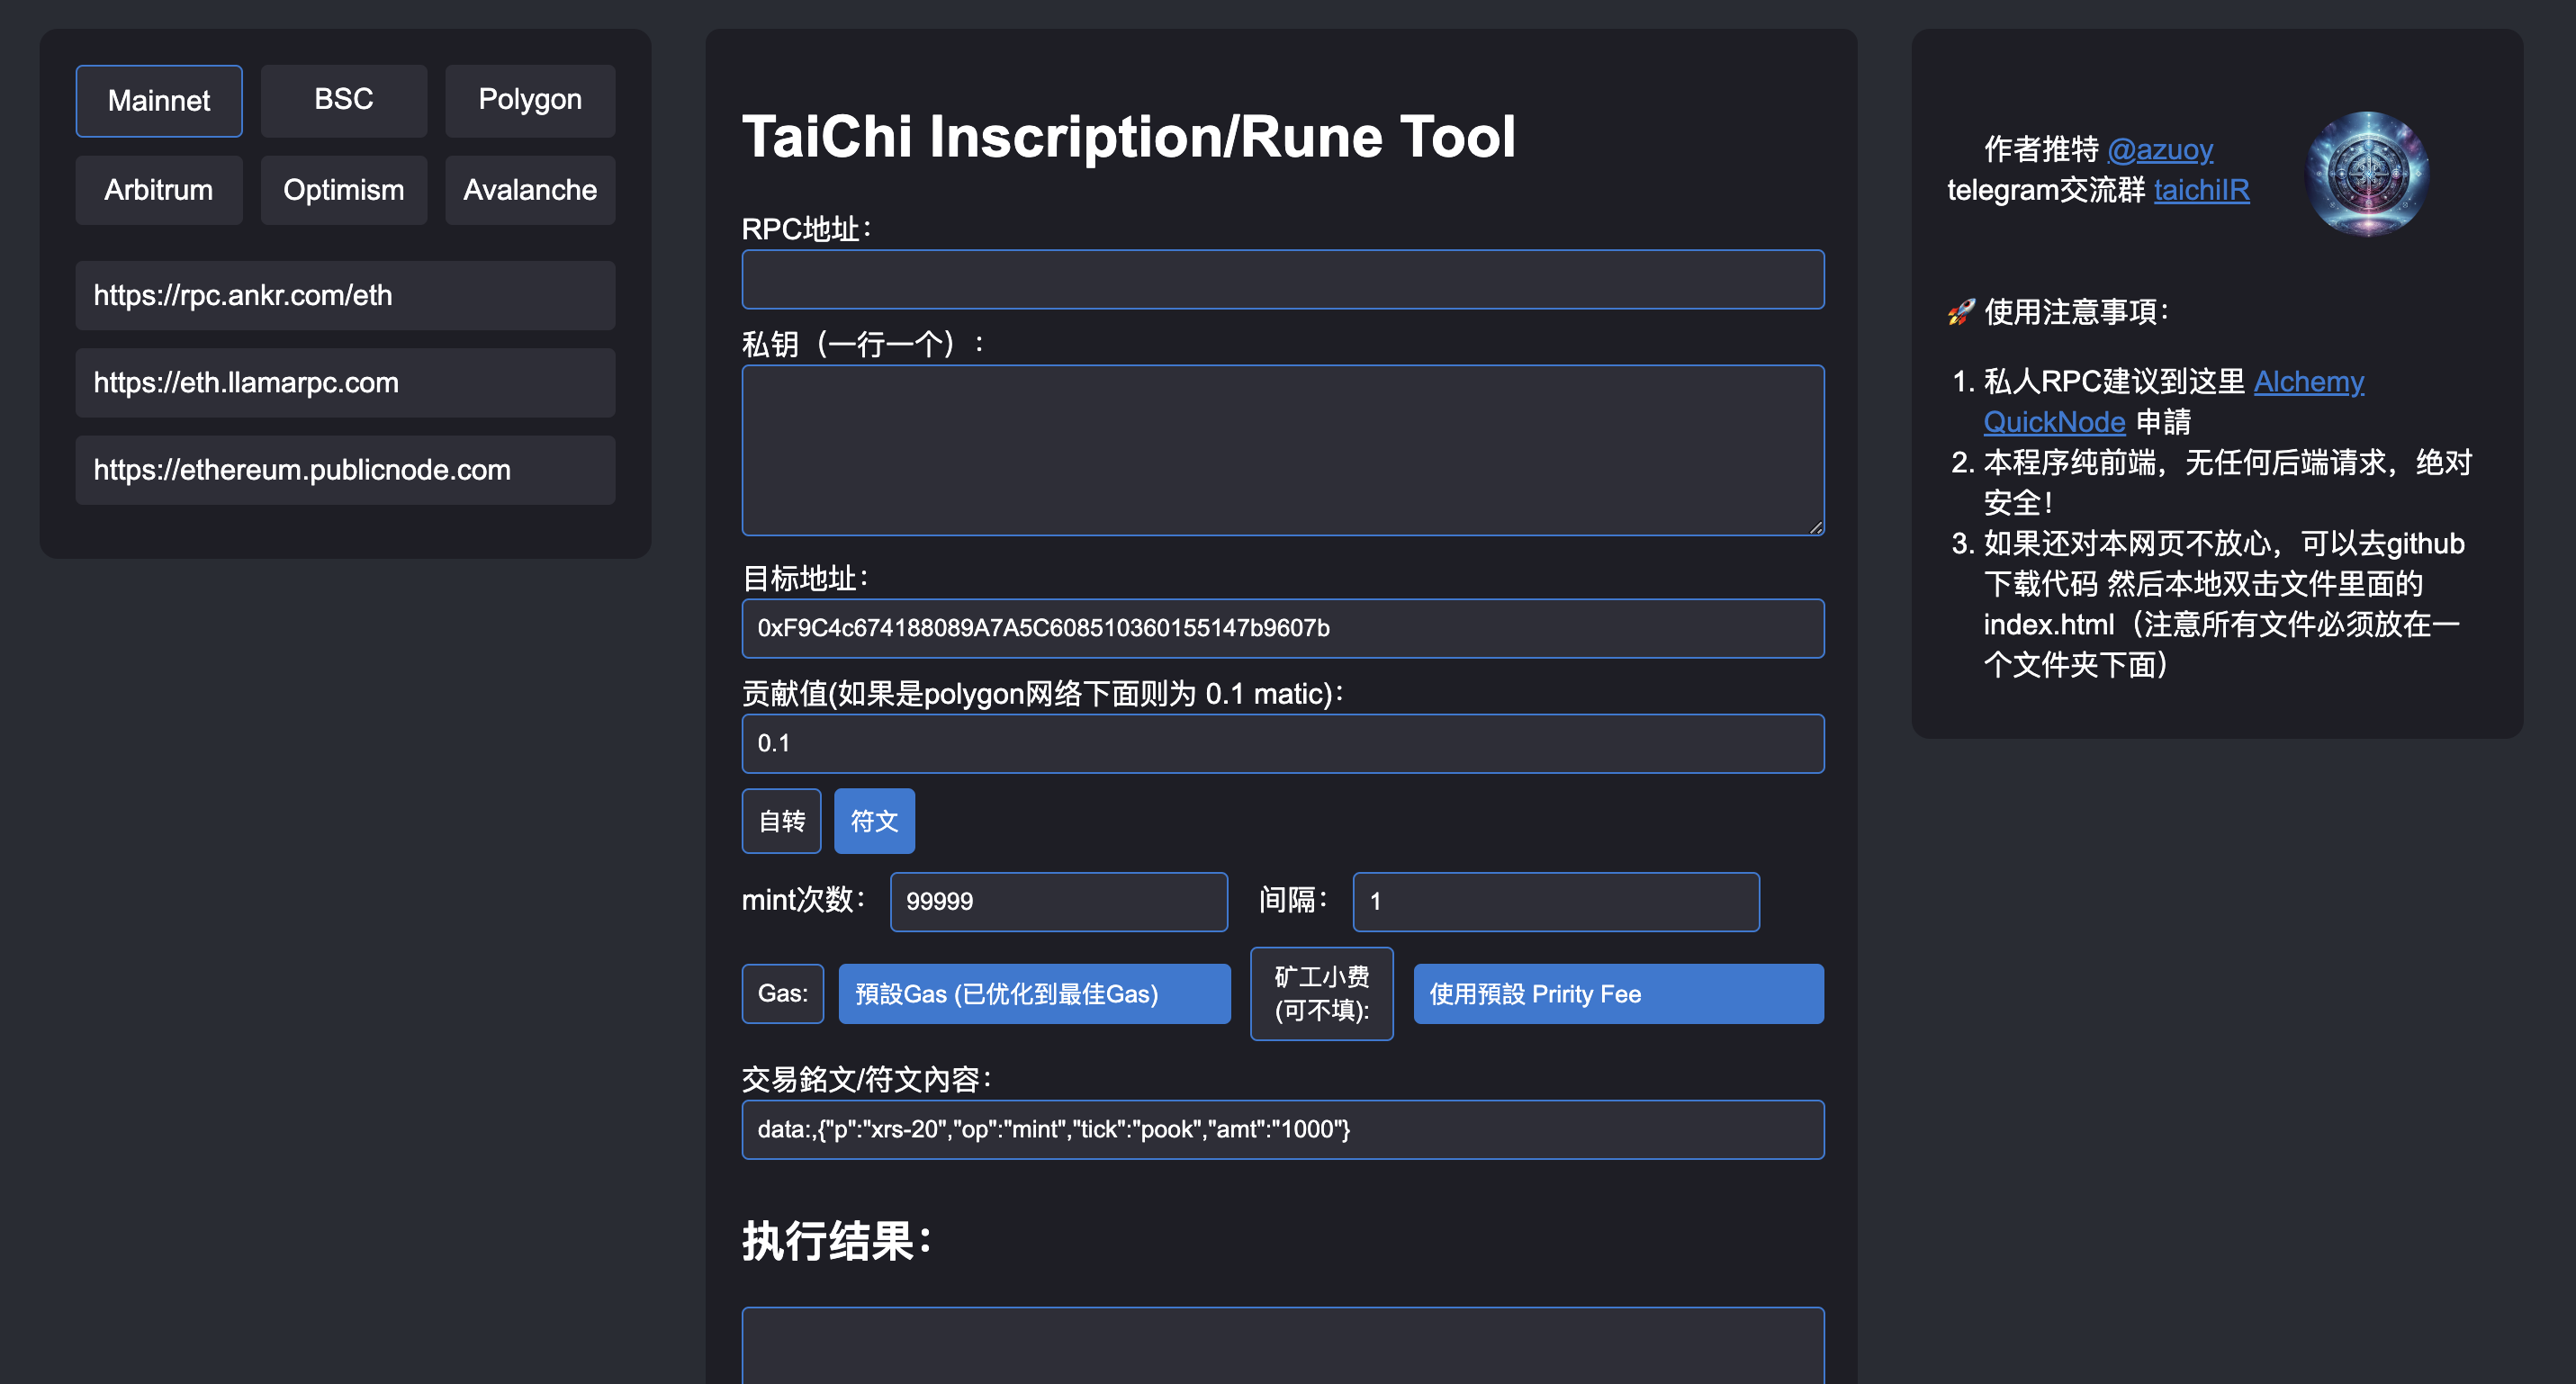 Mainnet
BSC
Polygon
Arbitrum
Optimism
Avalanche
https://rpc.ankr.com/eth
https://eth.llamarpc.com
https://ethereum.publicnode.com
TaiChi Inscription/Rune Tool
RPC地址：
私钥（一行一个）：
目标地址：
0xF9C4c674188089A7A5C608510360155147b9607b
贡献值(如果是polygon网络下面则为 0.1 matic)：
0.1
自转
符文
mint次数：
99999
间隔：
1
Gas:
預設Gas (已优化到最佳Gas)
矿工小费
(可不填):
使用預設 Pririty Fee
交易銘文/符文內容：
data:,{"p":"xrs-20","op":"mint","tick":"pook","amt":"1000"}
执行结果：
作者推特 @azuoy
telegram交流群 taichiIR
🚀 使用注意事項：
1. 私人RPC建议到这里 Alchemy
QuickNode 申請
2. 本程序纯前端，无任何后端请求，绝对
安全！
3. 如果还对本网页不放心，可以去github
下载代码 然后本地双击文件里面的
index.html（注意所有文件必须放在一
个文件夹下面）